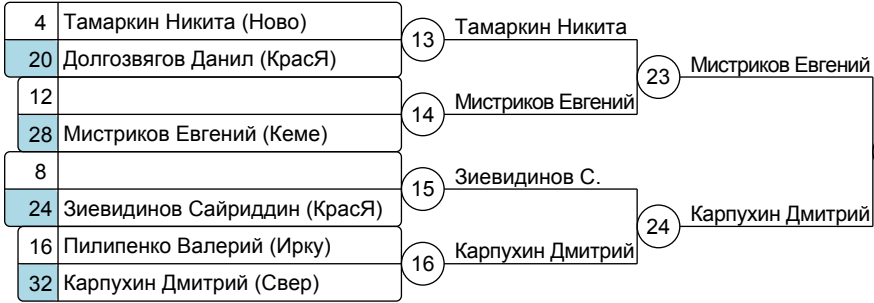 4 Тамаркин Никита (Ново)
20 Долгозвягов Данил (КрасЯ)
12
28 Мистриков Евгений (Кеме)
8
24 Зиевидинов Сайриддин (КрасЯ)
16 Пилипенко Валерий (Ирку)
32 Карпухин Дмитрий (Свер)
13 Тамаркин Никита
14 Мистриков Евгений
15 Зиевидинов С.
16 Карпухин Дмитрий
23 Мистриков Евгений
24 Карпухин Дмитрий